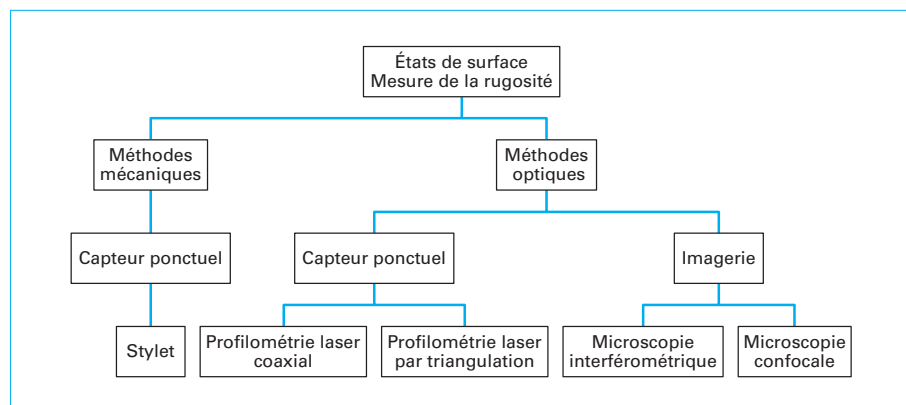 États de surface
Mesure de la rugosité
Méthodes
mécaniques
Méthodes
optiques
Capteur ponctuel
Capteur ponctuel
Imagerie
Stylet
Profilométrie laser
coaxial
Profilométrie laser
par triangulation
Microscopie
interférométrique
Microscopie
confocale